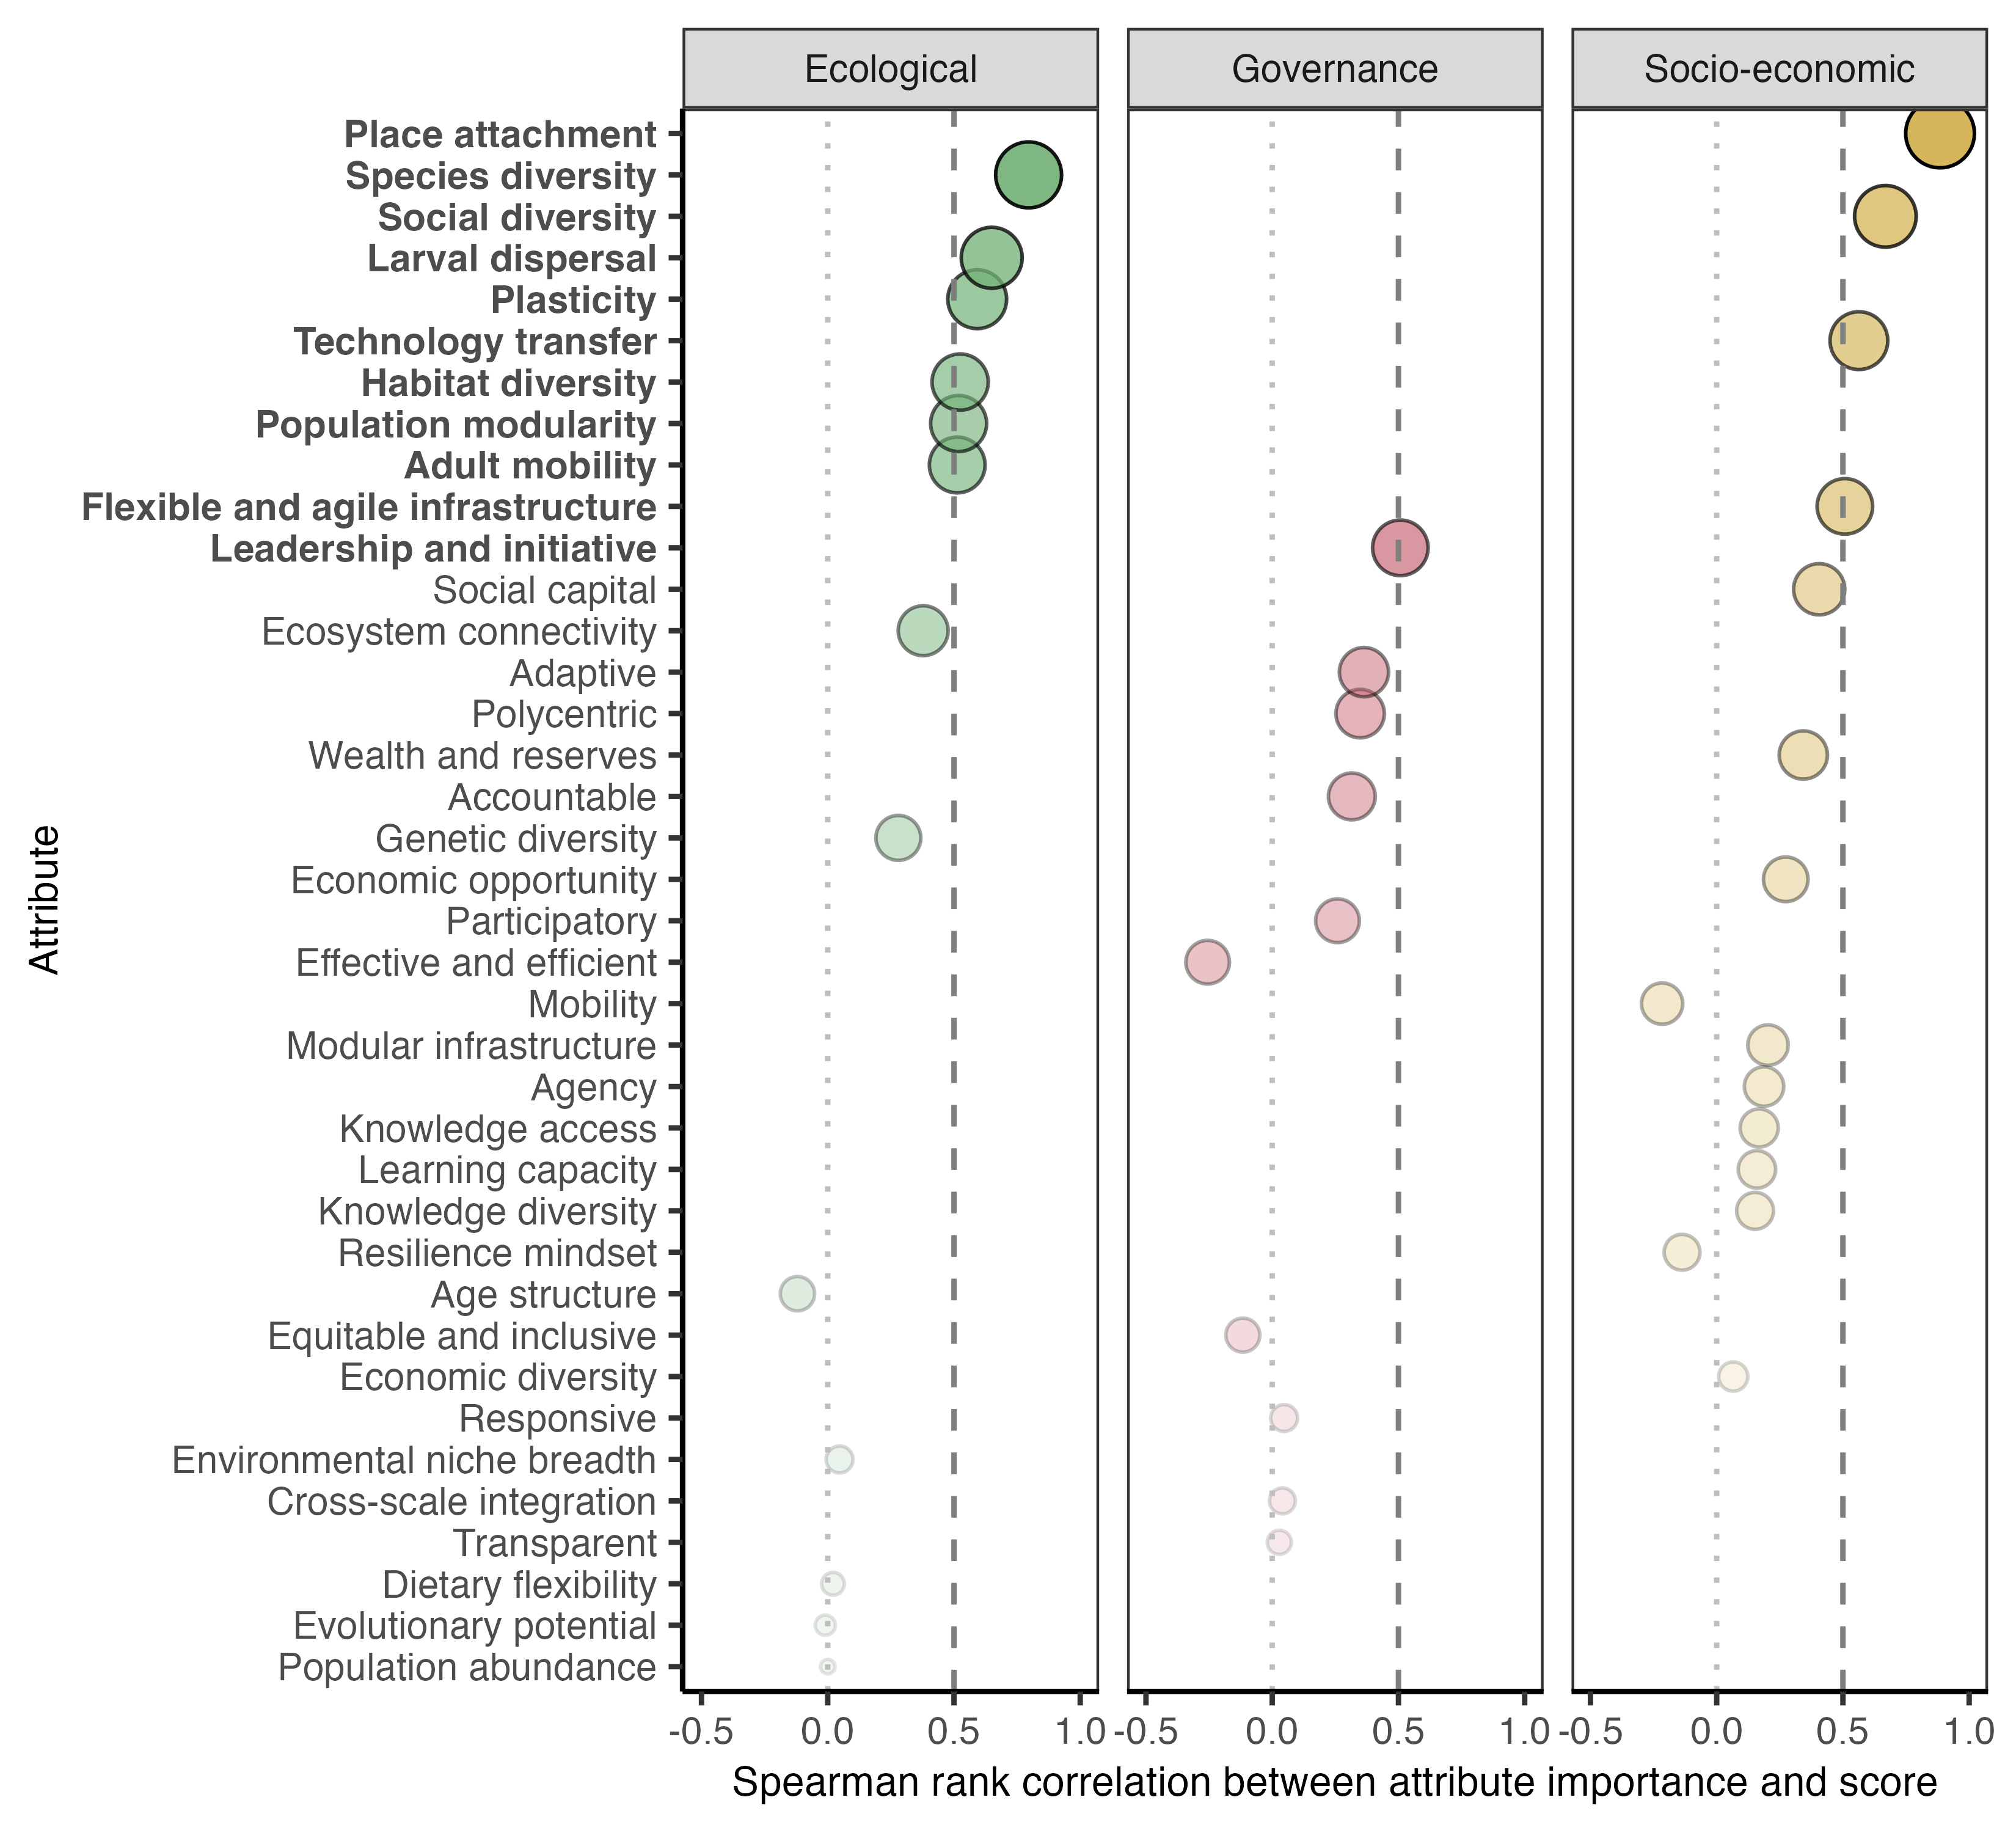 Ecological Governance Socio-economic
Place attachment
Species diversity
Social diversity
Larval dispersal
Plasticity
Technology transfer
Habitat diversity
Population modularity
Adult mobility
Flexible and agile infrastructure
Leadership and initiative
Social capital
Ecosystem connectivity
Adaptive
Polycentric
Wealth and reserves
Accountable
Genetic diversity
Economic opportunity
Participatory
Effective and efficient
Mobility
Modular infrastructure
Agency
Knowledge access
Learning capacity
Knowledge diversity
Resilience mindset
Age structure
Equitable and inclusive
Economic diversity
Responsive
Environmental niche breadth
Cross-scale integration
Transparent
Dietary flexibility
Evolutionary potential
Population abundance
Attribute
-0.5 0.0 0.5 1.0 -0.5 0.0 0.5 1.0 -0.5 0.0 0.5 1.0
Spearman rank correlation between attribute importance and score